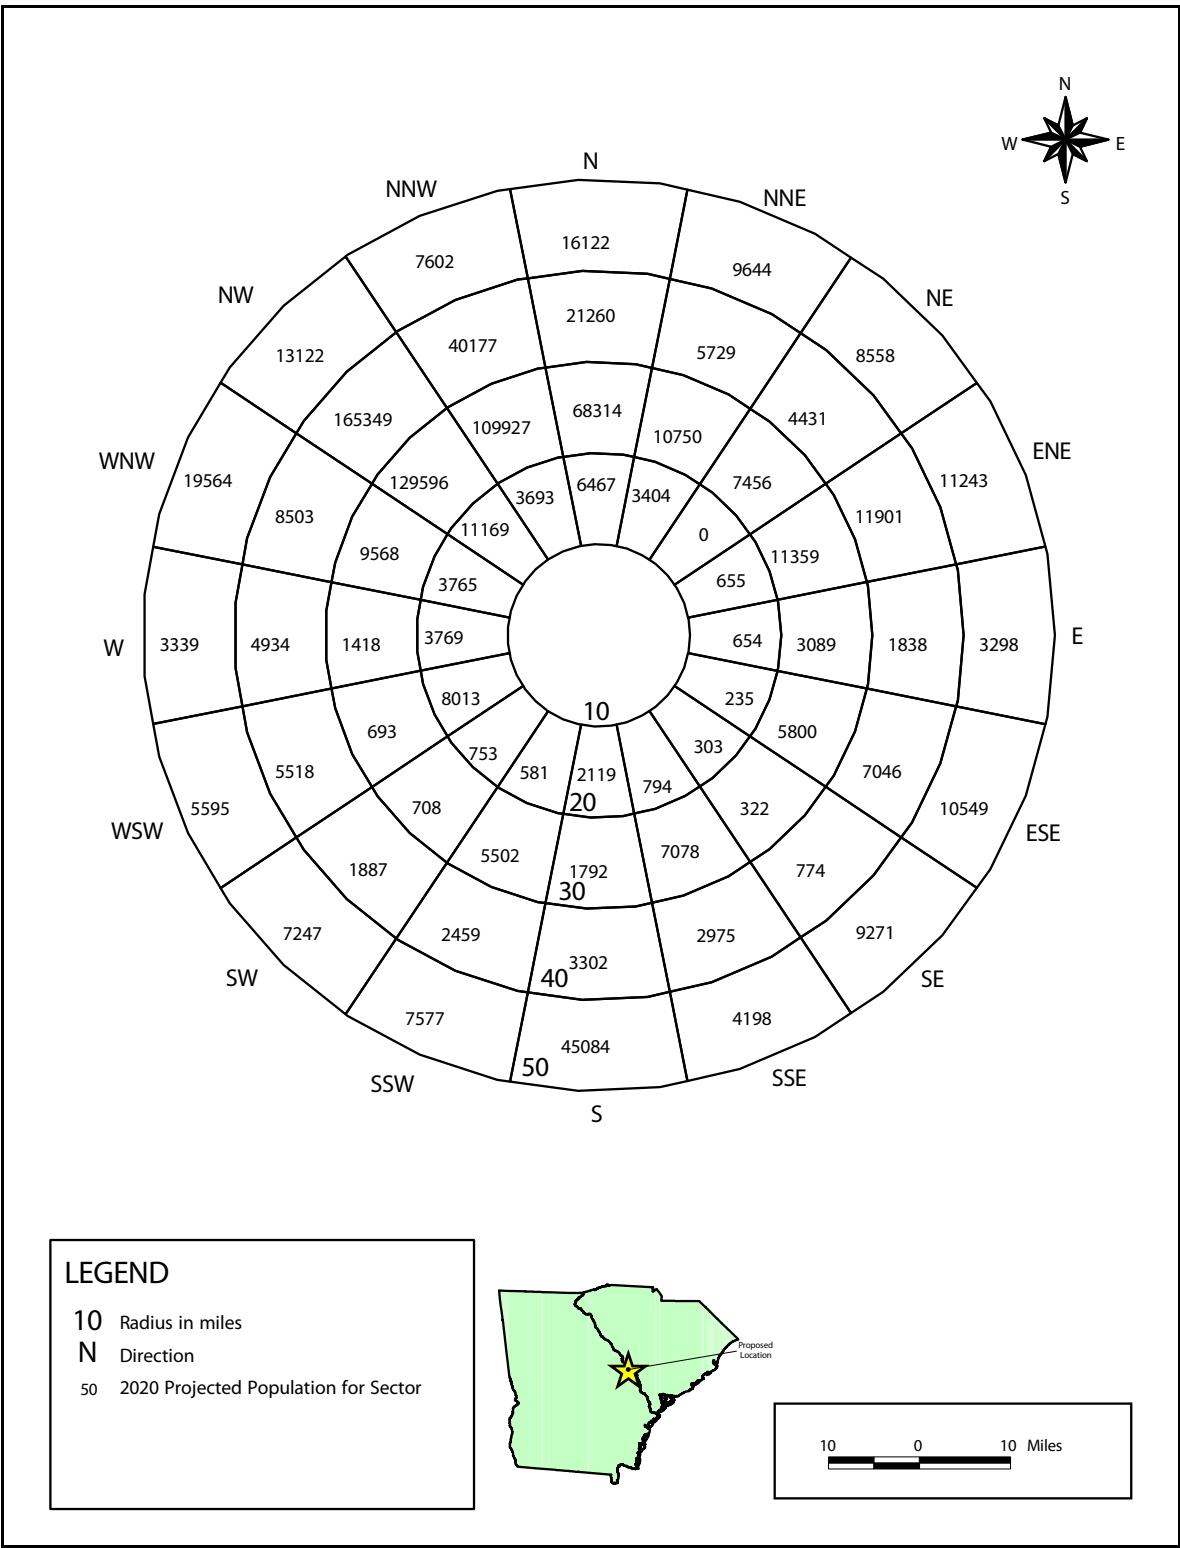 N
W E
S
N
NNW
NNE
16122
7602
9644
NW
NE
21260
40177
5729
13122
8558
165349
68314
4431
109927
10750
WNW
ENE
19564
129596
3693
6467
3404
7456
11243
8503
11169
0
11901
9568
11359
3765
655
W
3339
4934
1418
3769
654
3089
1838
3298
E
8013
235
10
693
5800
753
303
5518
581
2119
794
7046
20
5595
708
322
10549
WSW
ESE
5502
7078
1887
1792
774
30
7247
2459
2975
9271
3302
SW
40
SE
7577
4198
45084
50
SSW
SSE
S
LEGEND
10 Radius in miles
N Direction
50 2020 Projected Population for Sector
Proposed
Location
10 0 10 Miles